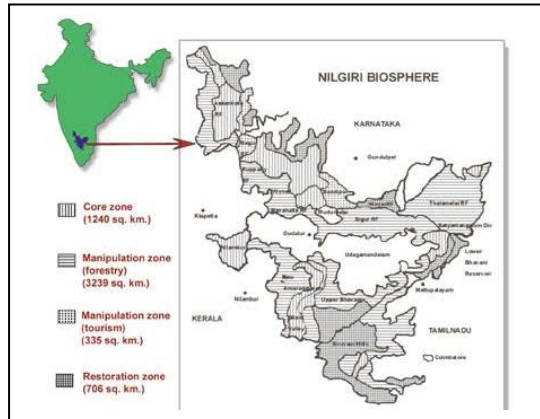 NILGIRI BIOSPHERE
KARNATAKA
Gundulpet
Kalpetta
Thalamalai RF
Sigur RF
Gudalur
Udagamandalam
Lower
Bhavani
Reservoir
Mettupalayam
Nilambur
Upper Bhavani
Amarambalam
Valley
KERALA
TAMILNADU
Coimbatore
Core zone
(1240 sq. km.)
Manipulation zone
(forestry)
(3239 sq. km.)
Manipulation zone
(tourism)
(335 sq. km.)
Restoration zone
(706 sq. km.)